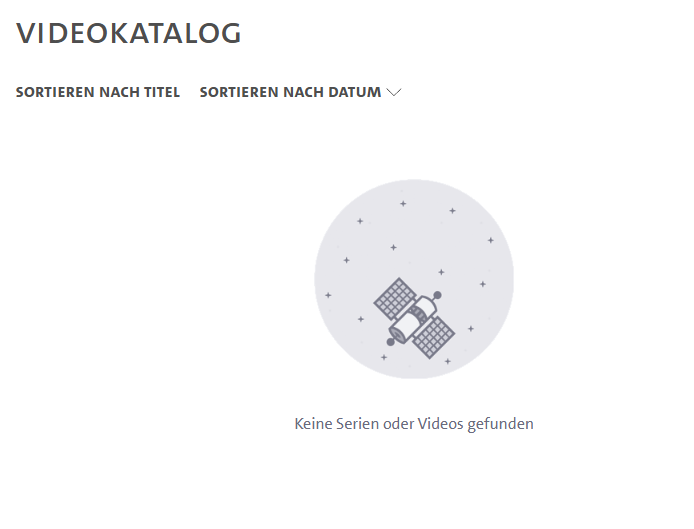 VIDEOKATALOG
SORTIEREN NACH TITEL SORTIEREN NACH DATUM
Keine Serien oder Videos gefunden